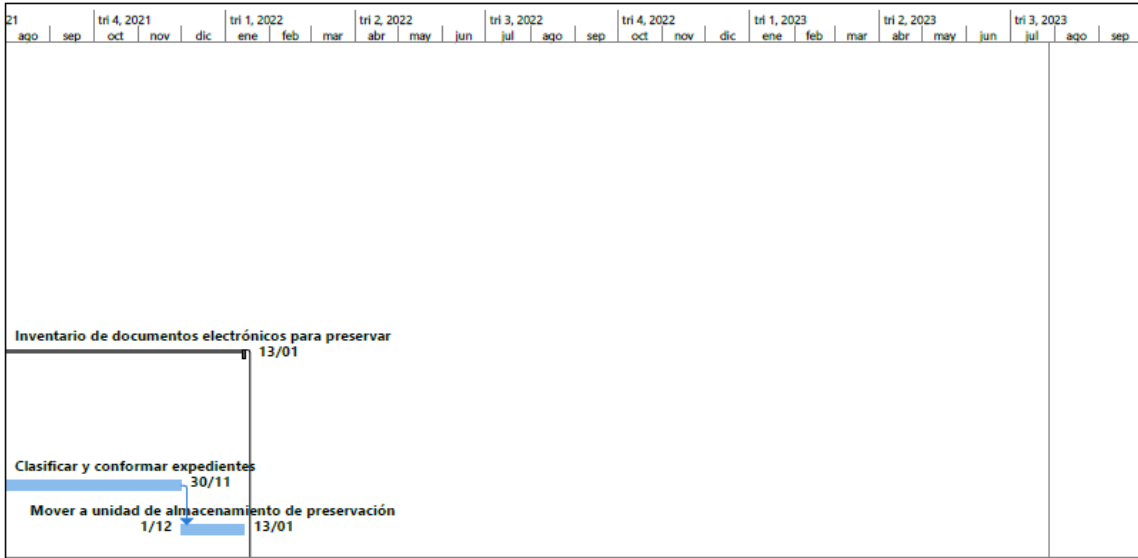 21 tri 4, 2021 tri 1, 2022 tri 2, 2022 tri 3, 2022 tri 4, 2022 tri 1, 2023 tri 2, 2023 tri 3, 2023
ago sep oct nov dic ene feb mar abr may jun jul ago sep oct nov dic ene feb mar abr may jun jul ago sep
Inventario de documentos electrónicos para preservar
13/01
Clasificar y conformar expedientes
30/11
Mover a unidad de almacenamiento de preservación
1/12 13/01